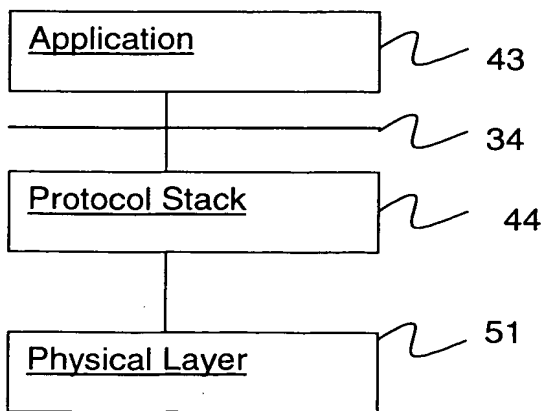 Application
43
34
Protocol Stack
44
51
Physical Layer